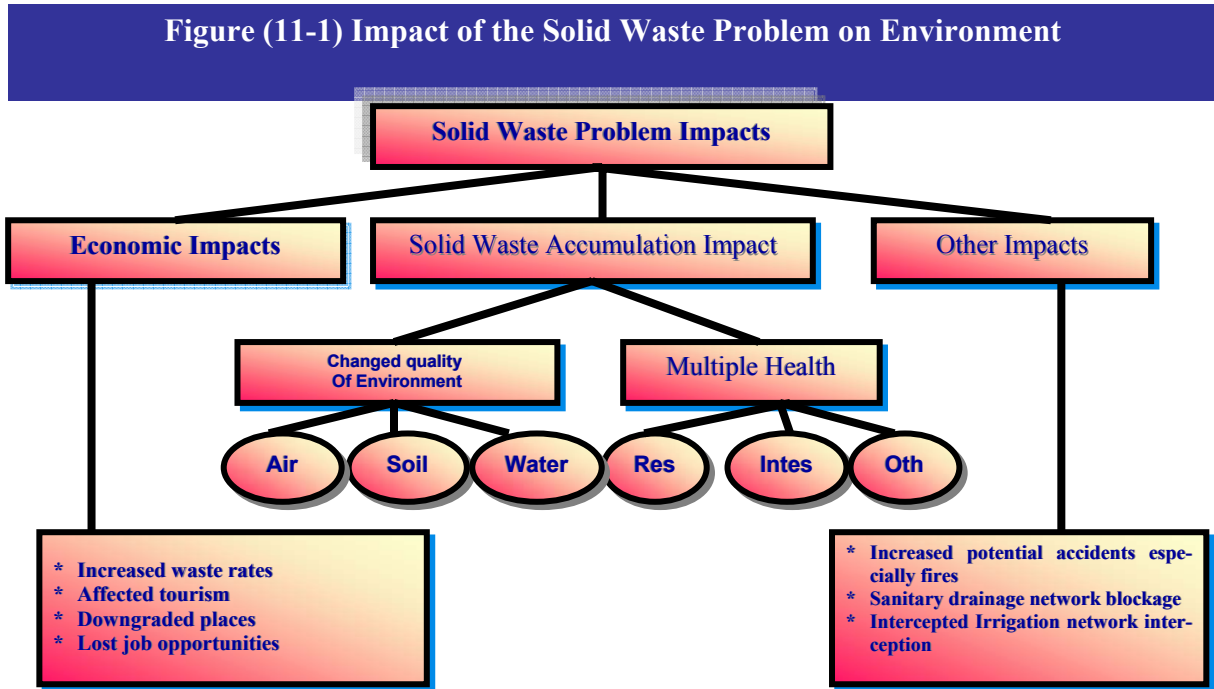 Figure (11-1) Impact of the Solid Waste Problem on Environment
Solid Waste Problem Impacts
Economic Impacts
Solid Waste Accumulation Impact
Other Impacts
Changed quality
Of Environment
Multiple Health
Air
Soil
Water
Res
Intes
Oth
* Increased waste rates
* Affected tourism
* Downgraded places
* Lost job opportunities
* Increased potential accidents espe-
cially fires
* Sanitary drainage network blockage
* Intercepted Irrigation network inter-
ception